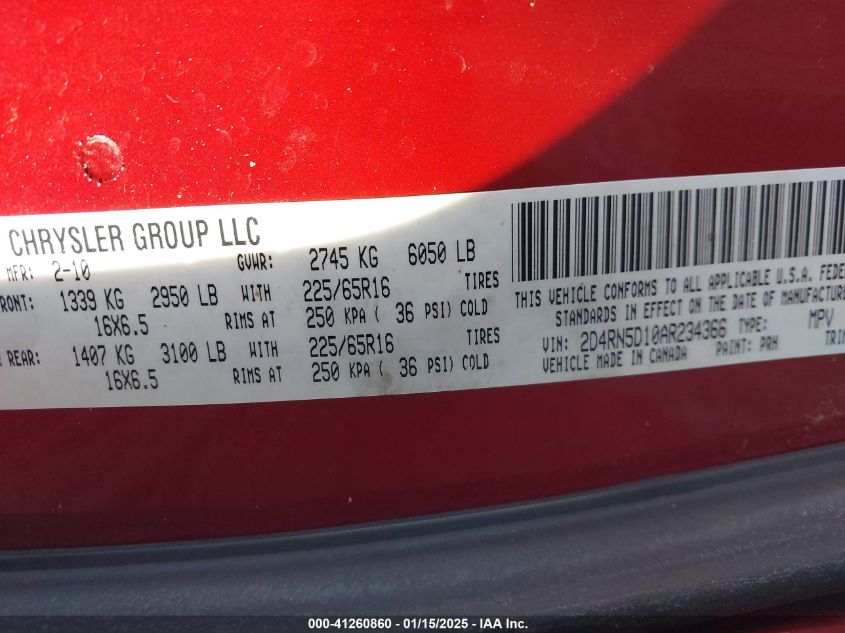 CHRYSLER GROUP LLC
MFR: 2-10 GVWR: 2745 KG 6050 LB
FRONT: 1339 KG 2950 LB WITH 225/65R16 TIRES
16X6.5 RIMS AT 250 KPA ( 36 PSI) COLD
REAR: 1407 KG 3100 LB WITH 225/65R16 TIRES
16X6.5 RIMS AT 250 KPA ( 36 PSI) COLD
THIS VEHICLE CONFORMS TO ALL APPLICABLE U.S.A. FEDE
STANDARDS IN EFFECT ON THE DATE OF MANUFACTURE
VIN: 2D4RN5D10AR234366 TYPE: MPV
VEHICLE MADE IN CANADA PAINT: PRH TRIM
000-41260860 / 01/15/2025 - IAA Inc.